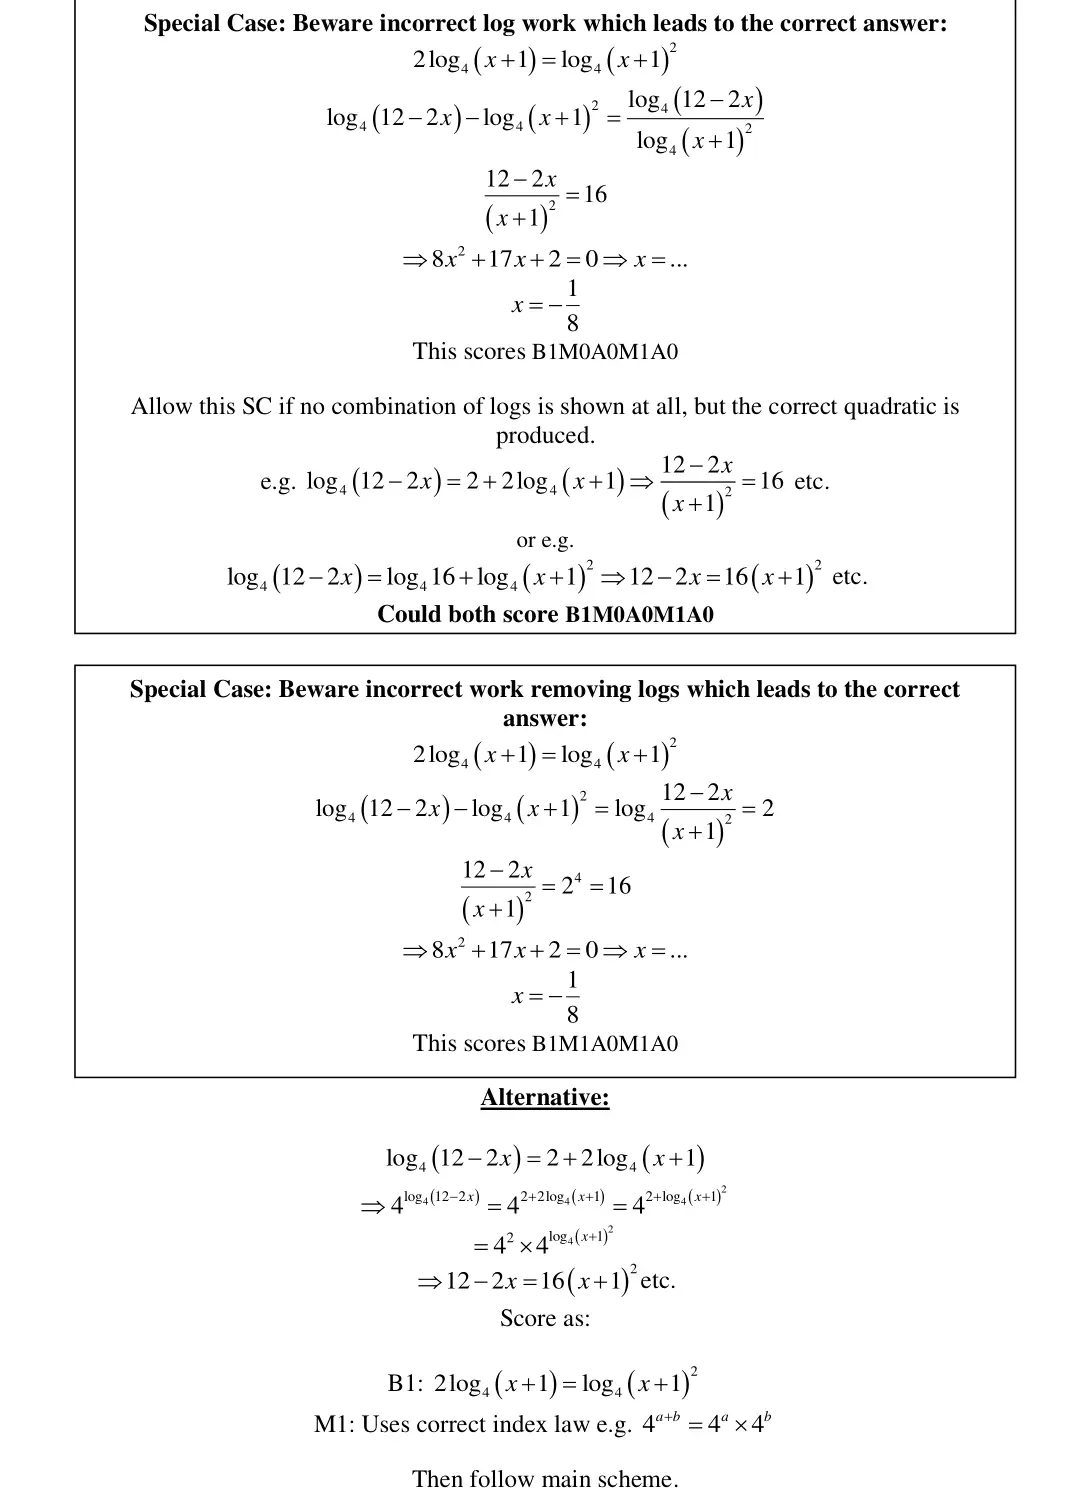 Special Case: Beware incorrect log work which leads to the correct answer:
2log₄(x+1)=log₄(x+1)²
log₄(12−2x)−log₄(x+1)² = log₄(12−2x) / log₄(x+1)²
(12−2x)/(x+1)² = 16
⇒8x²+17x+2=0⇒x=...
x=−1/8
This scores B1M0A0M1A0
Allow this SC if no combination of logs is shown at all, but the correct quadratic is
produced.
e.g. log₄(12−2x)=2+2log₄(x+1)⇒(12−2x)/(x+1)²=16 etc.
or e.g.
log₄(12−2x)=log₄16+log₄(x+1)²⇒12−2x=16(x+1)² etc.
Could both score B1M0A0M1A0
Special Case: Beware incorrect work removing logs which leads to the correct
answer:
2log₄(x+1)=log₄(x+1)²
log₄(12−2x)−log₄(x+1)²=log₄ (12−2x)/(x+1)² = 2
(12−2x)/(x+1)² = 2⁴ = 16
⇒8x²+17x+2=0⇒x=...
x=−1/8
This scores B1M1A0M1A0
Alternative:
log₄(12−2x)=2+2log₄(x+1)
⇒4^(log₄(12−2x)) = 4^(2+2log₄(x+1)) = 4^(2+log₄(x+1)²)
=4²×4^(log₄(x+1)²)
⇒12−2x=16(x+1)² etc.
Score as:
B1: 2log₄(x+1)=log₄(x+1)²
M1: Uses correct index law e.g. 4^(a+b)=4^a×4^b
Then follow main scheme.